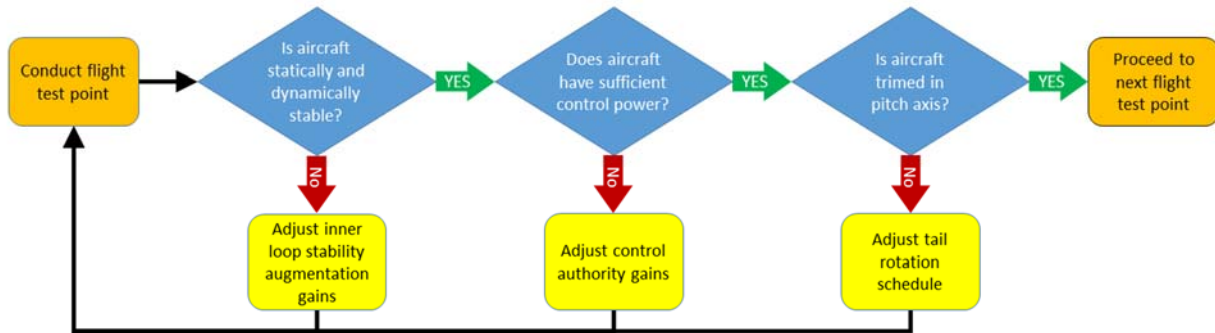 Conduct flight
test point
Is aircraft
statically and
dynamically
stable?
YES
Does aircraft
have sufficient
control power?
YES
Is aircraft
trimed in
pitch axis?
YES
Proceed to
next flight
test point
No
No
No
Adjust inner
loop stability
augmentation
gains
Adjust control
authority gains
Adjust tail
rotation
schedule